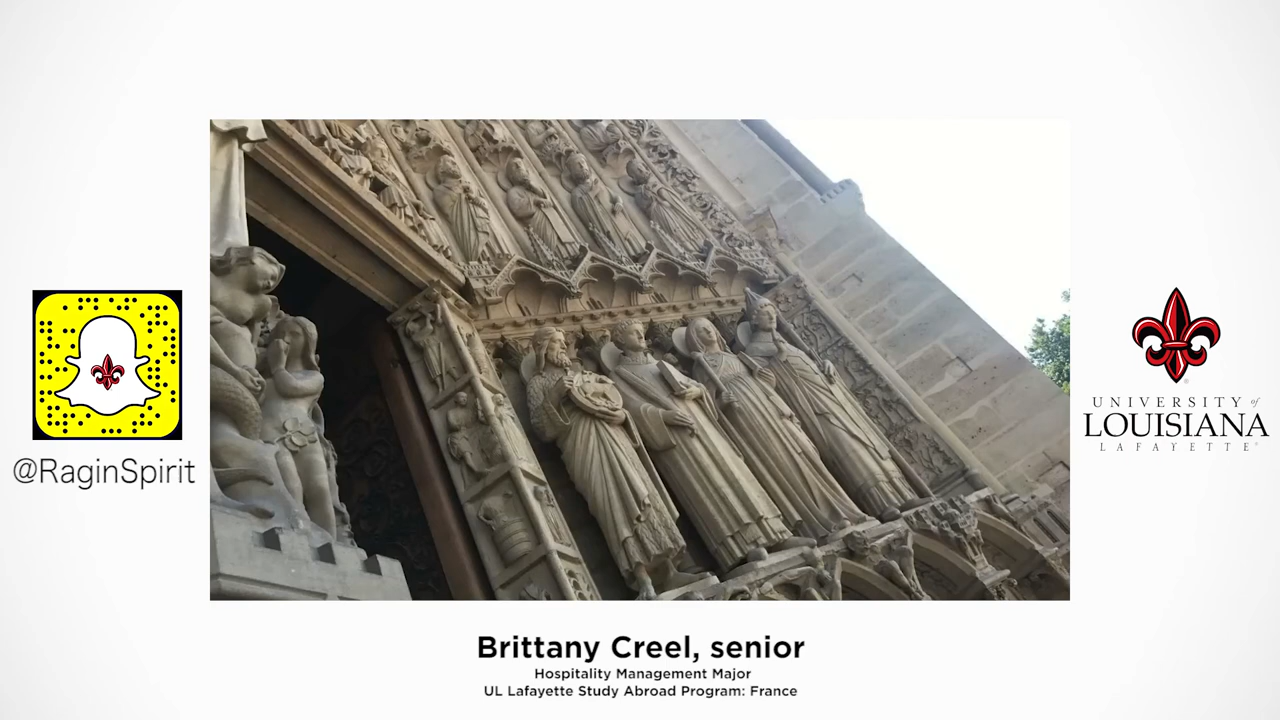 @RaginSpirit
UNIVERSITY of
LOUISIANA
LAFAYETTE
Brittany Creel, senior
Hospitality Management Major
UL Lafayette Study Abroad Program: France